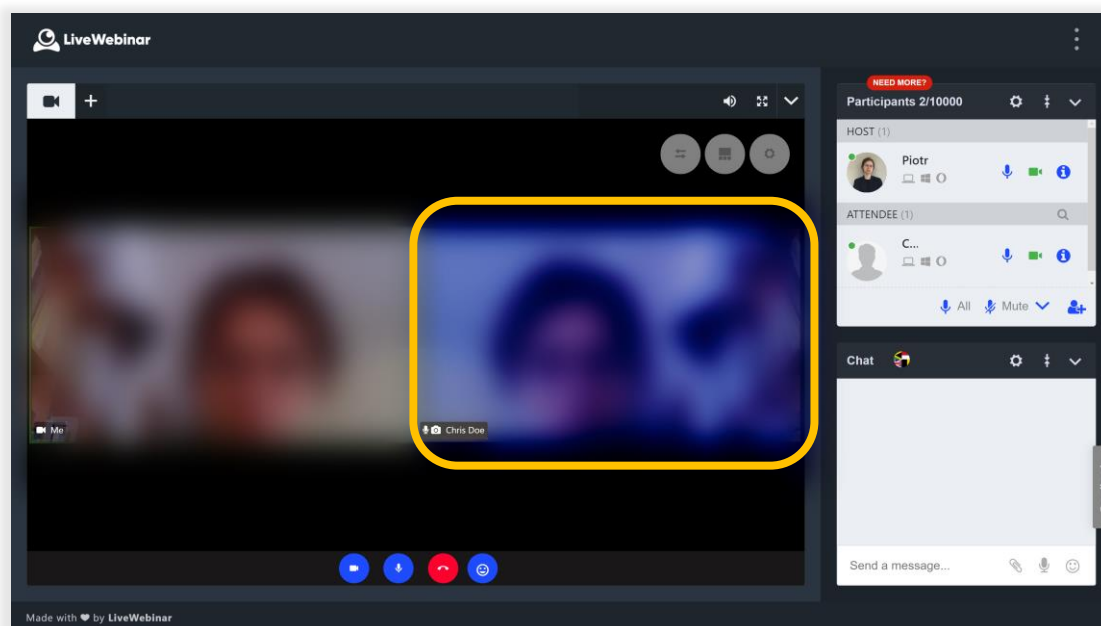 LiveWebinar
NEED MORE?
Participants 2/10000
HOST (1)
Piotr
ATTENDEE (1)
C...
All Mute
Me
Chris Doe
Chat
Send a message...
Made with ❤ by LiveWebinar